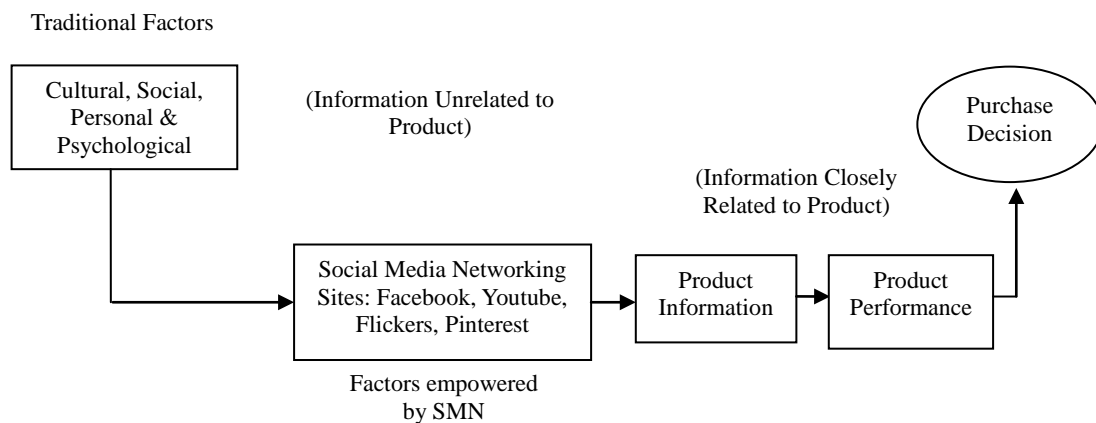 Traditional Factors
Cultural, Social,
Personal &
Psychological
(Information Unrelated to
Product)
Purchase
Decision
(Information Closely
Related to Product)
Social Media Networking
Sites: Facebook, Youtube,
Flickers, Pinterest
Product
Information
Product
Performance
Factors empowered
by SMN